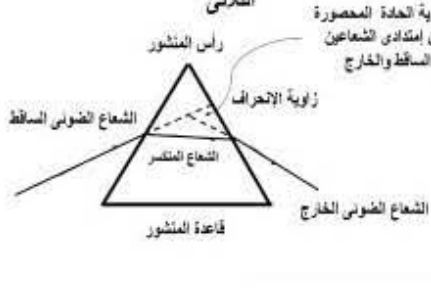 الثلاثى
ية الحادة المحصورة
ن إمتدادى الشعاعين
الساقط والخارج
رأس المنشور
زاوية الإنحراف
الشعاع الضوئى الساقط
الشعاع المنكسر
الشعاع الضوئى الخارج
قاعدة المنشور